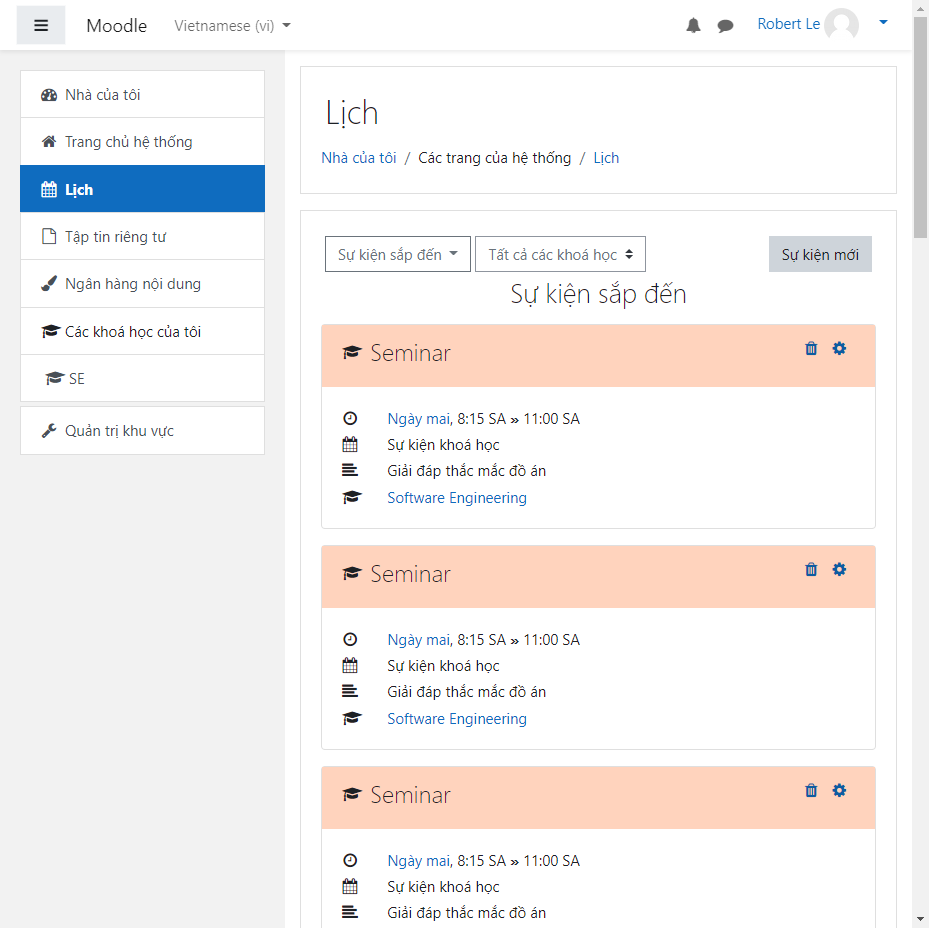 Moodle Vietnamese (vi) Robert Le
Nhà của tôi
Trang chủ hệ thống
Lịch
Tập tin riêng tư
Ngân hàng nội dung
Các khoá học của tôi
SE
Quản trị khu vực
Lịch
Nhà của tôi / Các trang của hệ thống / Lịch
Sự kiện sắp đến Tất cả các khoá học Sự kiện mới
Sự kiện sắp đến
Seminar
Ngày mai, 8:15 SA » 11:00 SA
Sự kiện khoá học
Giải đáp thắc mắc đồ án
Software Engineering
Seminar
Ngày mai, 8:15 SA » 11:00 SA
Sự kiện khoá học
Giải đáp thắc mắc đồ án
Software Engineering
Seminar
Ngày mai, 8:15 SA » 11:00 SA
Sự kiện khoá học
Giải đáp thắc mắc đồ án